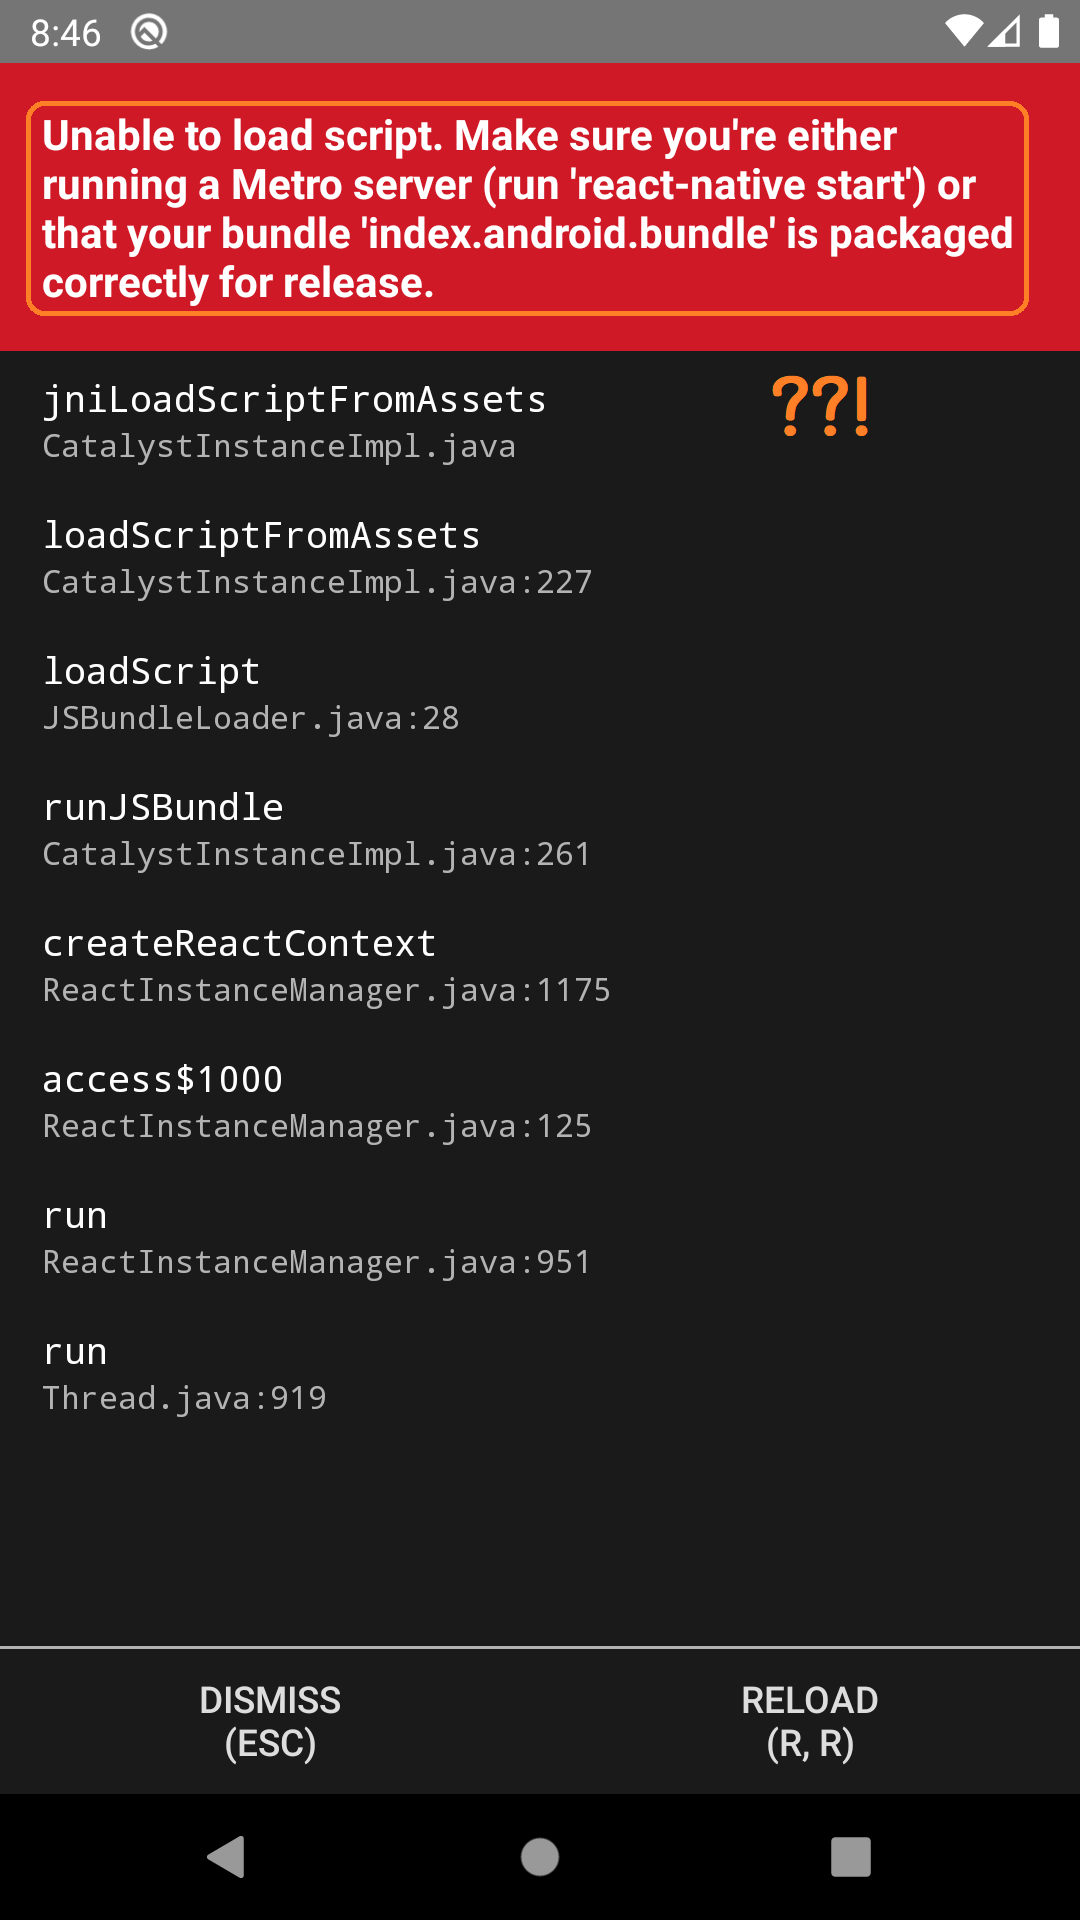 8:46
Unable to load script. Make sure you're either
running a Metro server (run 'react-native start') or
that your bundle 'index.android.bundle' is packaged
correctly for release.
jniLoadScriptFromAssets
??!
CatalystInstanceImpl.java
loadScriptFromAssets
CatalystInstanceImpl.java:227
loadScript
JSBundleLoader.java:28
runJSBundle
CatalystInstanceImpl.java:261
createReactContext
ReactInstanceManager.java:1175
access$1000
ReactInstanceManager.java:125
run
ReactInstanceManager.java:951
run
Thread.java:919
DISMISS
(ESC)
RELOAD
(R, R)